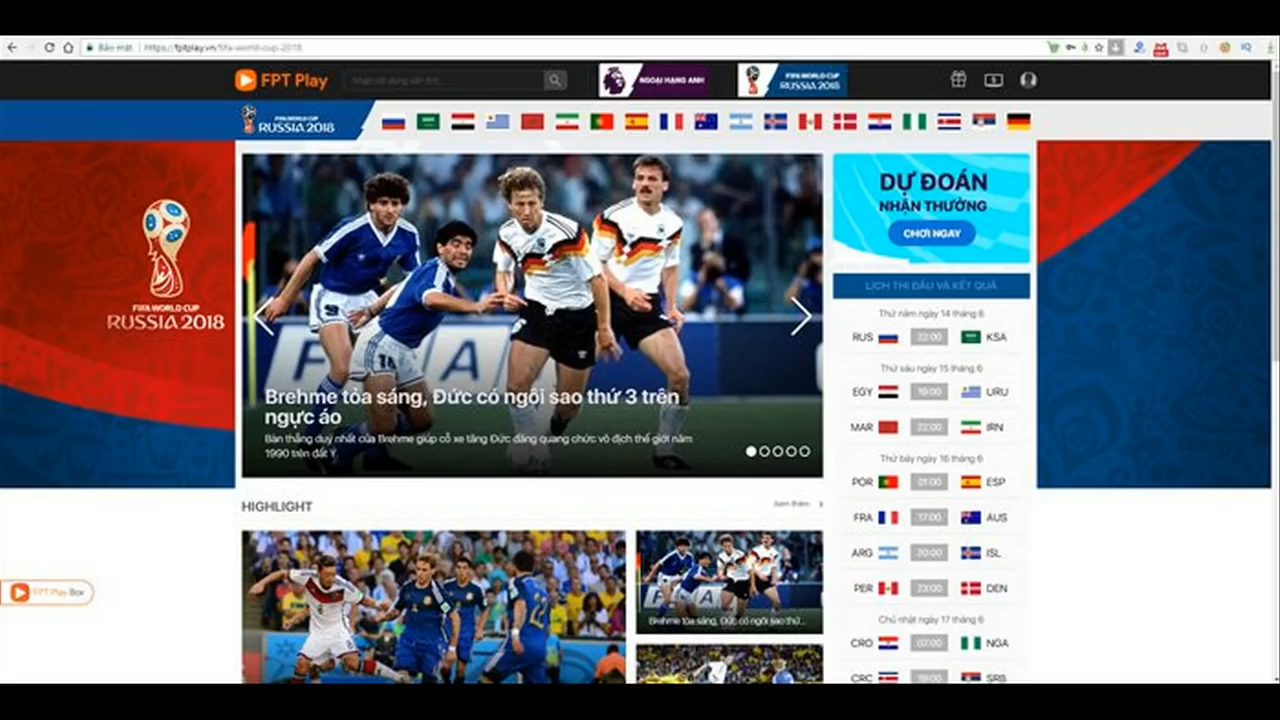 Bảo mật
https://fptplay.vn/fifa-world-cup-2018
FPT Play
NGOẠI HẠNG ANH
FIFA WORLD CUP
RUSSIA 2018
FIFA WORLD CUP
RUSSIA 2018
FIFA WORLD CUP
RUSSIA 2018
Brehme tỏa sáng, Đức có ngôi sao thứ 3 trên
ngực áo
Bàn thắng duy nhất của Brehme giúp cỗ xe tăng Đức đăng quang chức vô địch thế giới năm
1990 trên đất Ý.
DỰ ĐOÁN
NHẬN THƯỞNG
CHƠI NGAY
LỊCH THI ĐẤU VÀ KẾT QUẢ
Thứ năm ngày 14 tháng 6
RUS 22:00 KSA
Thứ sáu ngày 15 tháng 6
EGY 19:00 URU
MAR 22:00 IRN
Thứ bảy ngày 16 tháng 6
POR 01:00 ESP
FRA 17:00 AUS
ARG 20:00 ISL
PER 23:00 DEN
Chủ nhật ngày 17 tháng 6
CRO 02:00 NGA
CRC 19:00 SRB
HIGHLIGHT
Xem thêm
Brehme tỏa sáng, Đức có ngôi sao thứ...
FPT Play Box